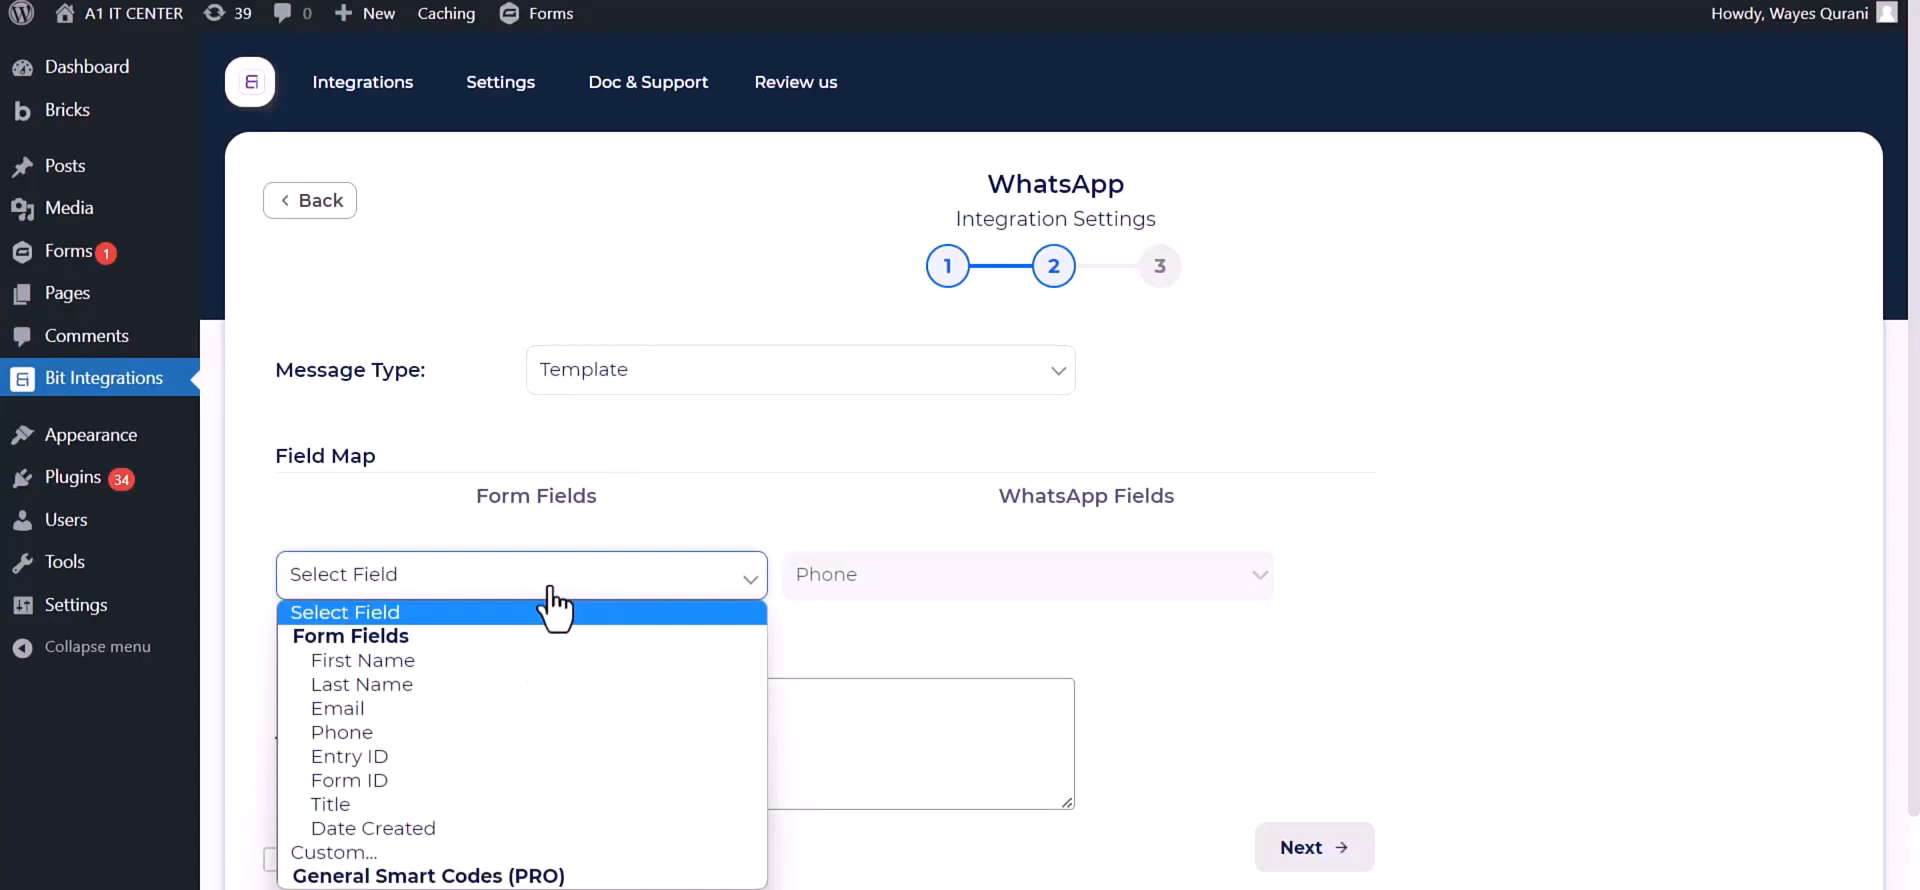 A1 IT CENTER 39 0 New Caching Forms Howdy, Wayes Qurani
Dashboard
Bricks
Posts
Media
Forms 1
Pages
Comments
Bit Integrations
Appearance
Plugins 34
Users
Tools
Settings
Collapse menu
Integrations Settings Doc & Support Review us
Back
WhatsApp
Integration Settings
1 2 3
Message Type: Template
Field Map
Form Fields WhatsApp Fields
Select Field Phone
Select Field
Form Fields
First Name
Last Name
Email
Phone
Entry ID
Form ID
Title
Date Created
Custom...
General Smart Codes (PRO)
Next